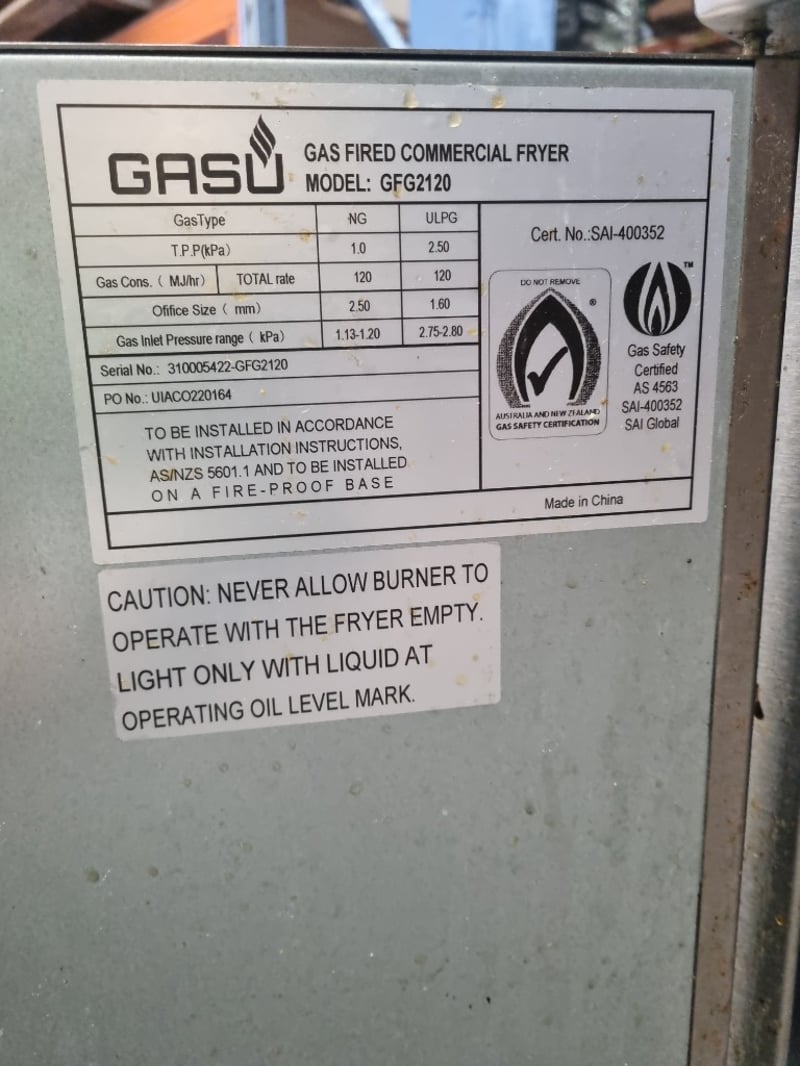 GASU
GAS FIRED COMMERCIAL FRYER
MODEL: GFG2120
GasType NG ULPG
T.P.P(kPa) 1.0 2.50
Gas Cons. ( MJ/hr) TOTAL rate 120 120
Offifice Size ( mm) 2.50 1.60
Gas Inlet Pressure range ( kPa) 1.13-1.20 2.75-2.80
Serial No.: 310005422-GFG2120
PO No.: UIACO220164
TO BE INSTALLED IN ACCORDANCE
WITH INSTALLATION INSTRUCTIONS,
AS/NZS 5601.1 AND TO BE INSTALLED
ON A FIRE-PROOF BASE
Cert. No.:SAI-400352
DO NOT REMOVE
®
AUSTRALIA AND NEW ZEALAND
GAS SAFETY CERTIFICATION
TM
Gas Safety
Certified
AS 4563
SAI-400352
SAI Global
Made in China
CAUTION: NEVER ALLOW BURNER TO
OPERATE WITH THE FRYER EMPTY.
LIGHT ONLY WITH LIQUID AT
OPERATING OIL LEVEL MARK.